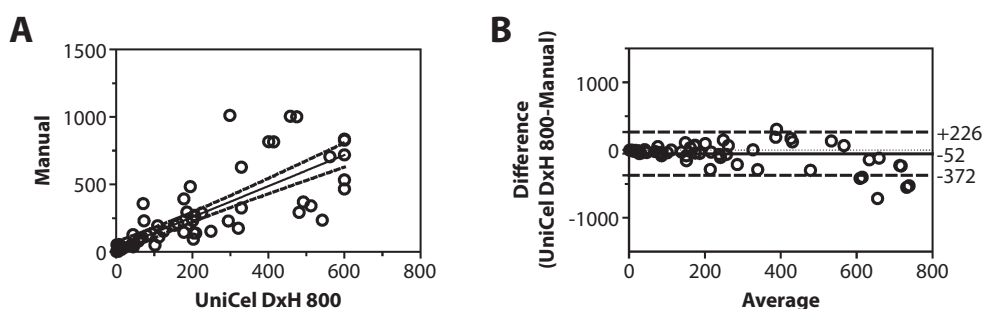 A
1500
1000
500
0
Manual
0 200 400 600 800
UniCel DxH 800
B
Difference
(UniCel DxH 800-Manual)
1000
0
-1000
+226
-52
-372
0 200 400 600 800
Average